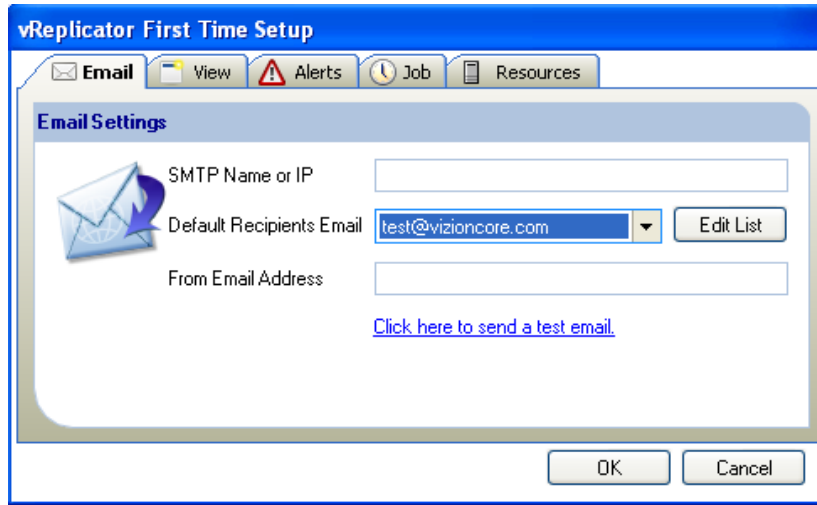 vReplicator First Time Setup
Email View Alerts Job Resources
Email Settings
SMTP Name or IP
Default Recipients Email test@vizioncore.com Edit List
From Email Address
Click here to send a test email.
OK Cancel